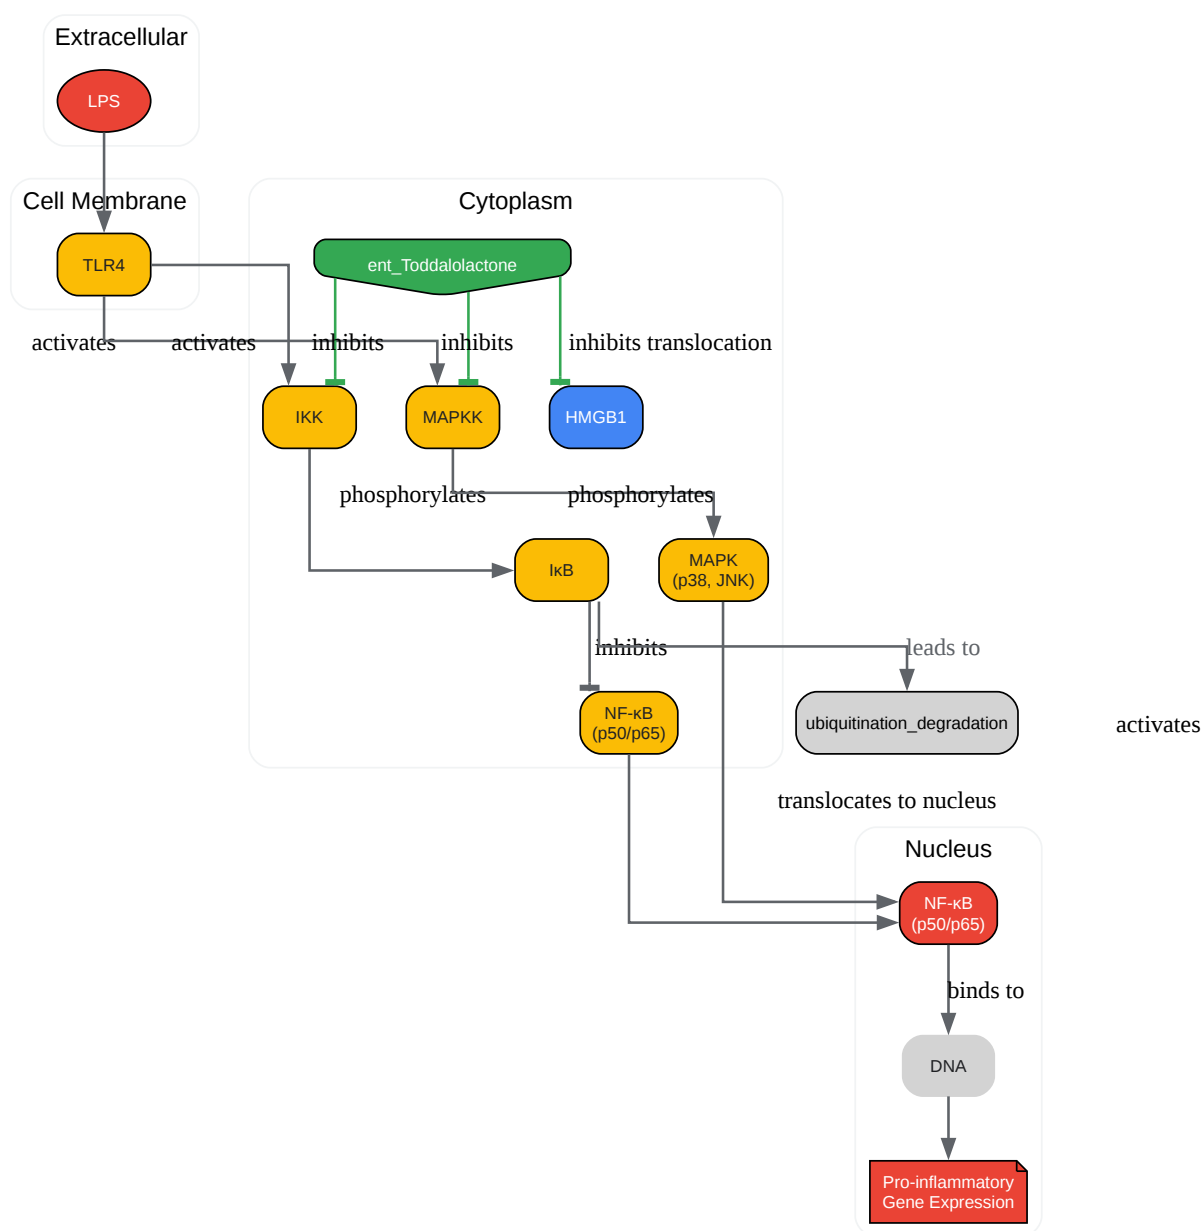 Extracellular
LPS
Cell Membrane
Cytoplasm
TLR4
ent_Toddalolactone
activates
activates
inhibits
inhibits
inhibits translocation
IKK
MAPKK
HMGB1
phosphorylates
phosphorylates
IκB
MAPK
(p38, JNK)
inhibits
leads to
NF-κB
(p50/p65)
ubiquitination_degradation
activates
translocates to nucleus
Nucleus
NF-κB
(p50/p65)
binds to
DNA
Pro-inflammatory
Gene Expression